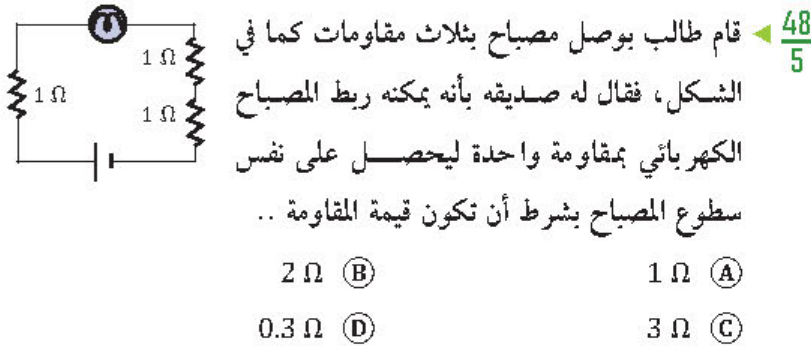 48/5 ◀ قام طالب بوصل مصباح بثلاث مقاومات كما في
الشكل، فقال له صديقه بأنه يمكنه ربط المصباح
الكهربائي بمقاومة واحدة ليحصل على نفس
سطوع المصباح بشرط أن تكون قيمة المقاومة ..
1 Ω (A)
2 Ω (B)
3 Ω (C)
0.3 Ω (D)
1 Ω
1 Ω
1 Ω